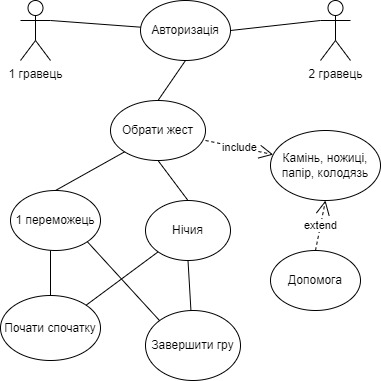 Авторизація
1 гравець
2 гравець
Обрати жест
include
Камінь, ножиці,
папір, колодязь
extend
1 переможець
Нічия
Допомога
Почати спочатку
Завершити гру